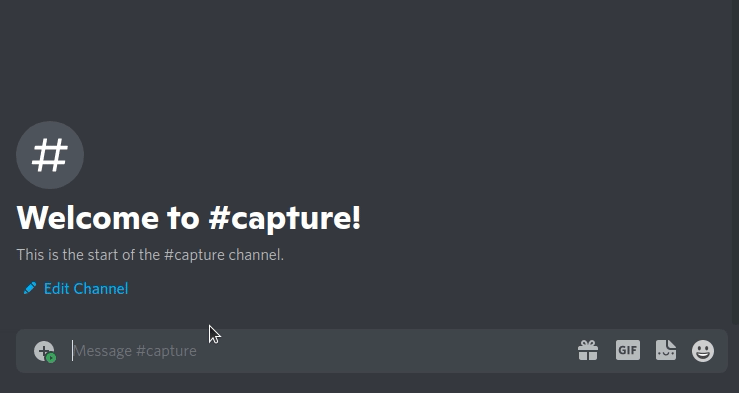 #
Welcome to #capture!
This is the start of the #capture channel.
Edit Channel
Message #capture
GIF